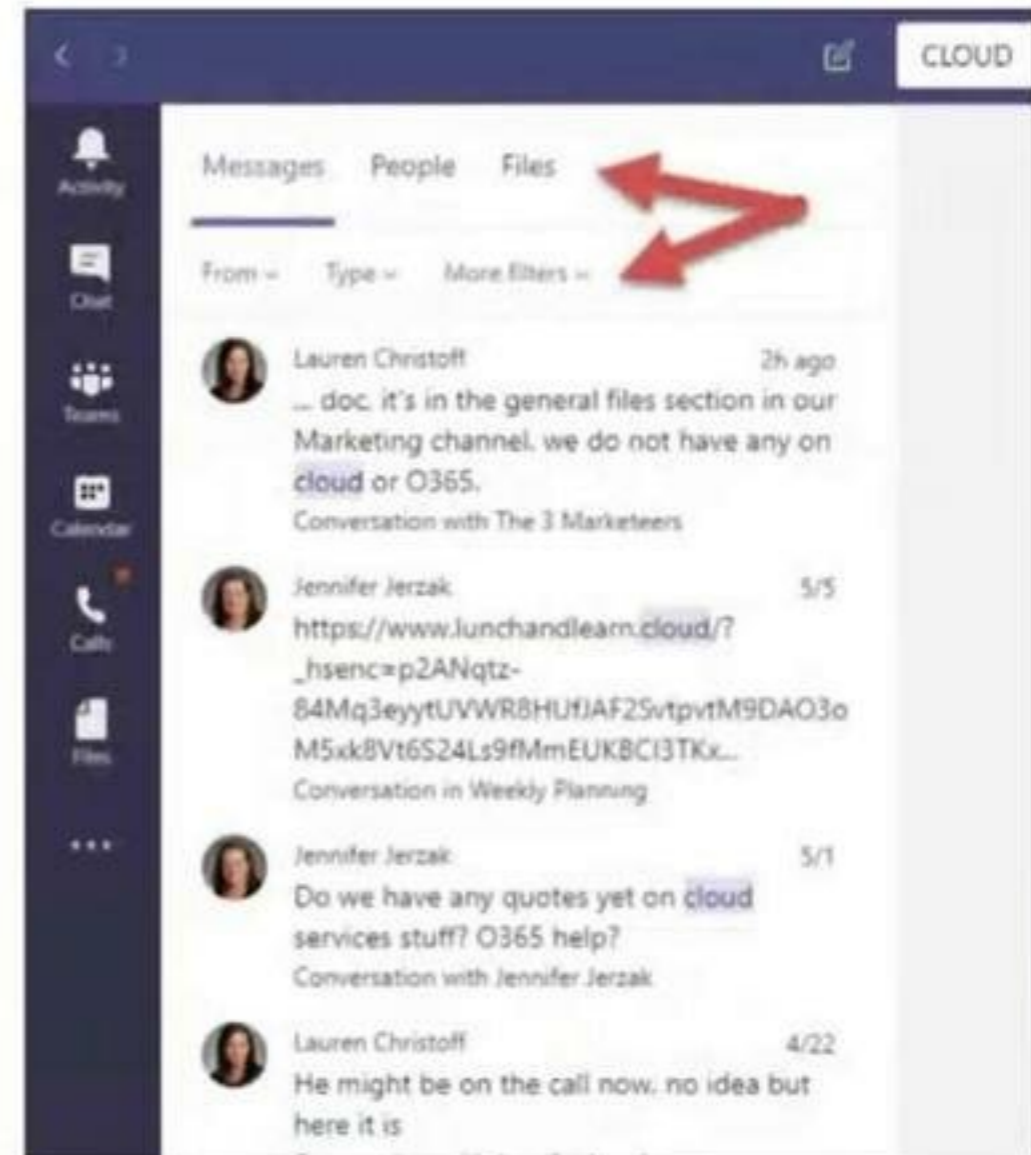 CLOUD
Activity
Chat
Teams
Calendar
Calls
Files
Messages People Files
From Type More filters
Lauren Christoff 2h ago
... doc. it's in the general files section in our
Marketing channel. we do not have any on
cloud or O365.
Conversation with The 3 Marketeers
Jennifer Jerzak 5/5
https://www.lunchandlearn.cloud/?
_hsenc=p2ANqtz-
Conversation in Weekly Planning
Jennifer Jerzak 5/1
Do we have any quotes yet on cloud
services stuff? O365 help?
Conversation with Jennifer Jerzak
Lauren Christoff 4/22
He might be on the call now. no idea but
here it is